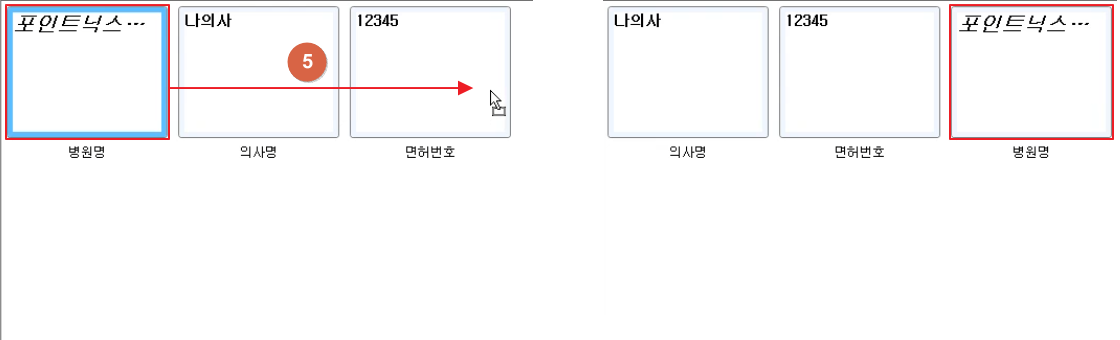 포인트닉스… 나의사 12345
5
병원명 의사명 면허번호
나의사 12345 포인트닉스…
의사명 면허번호 병원명